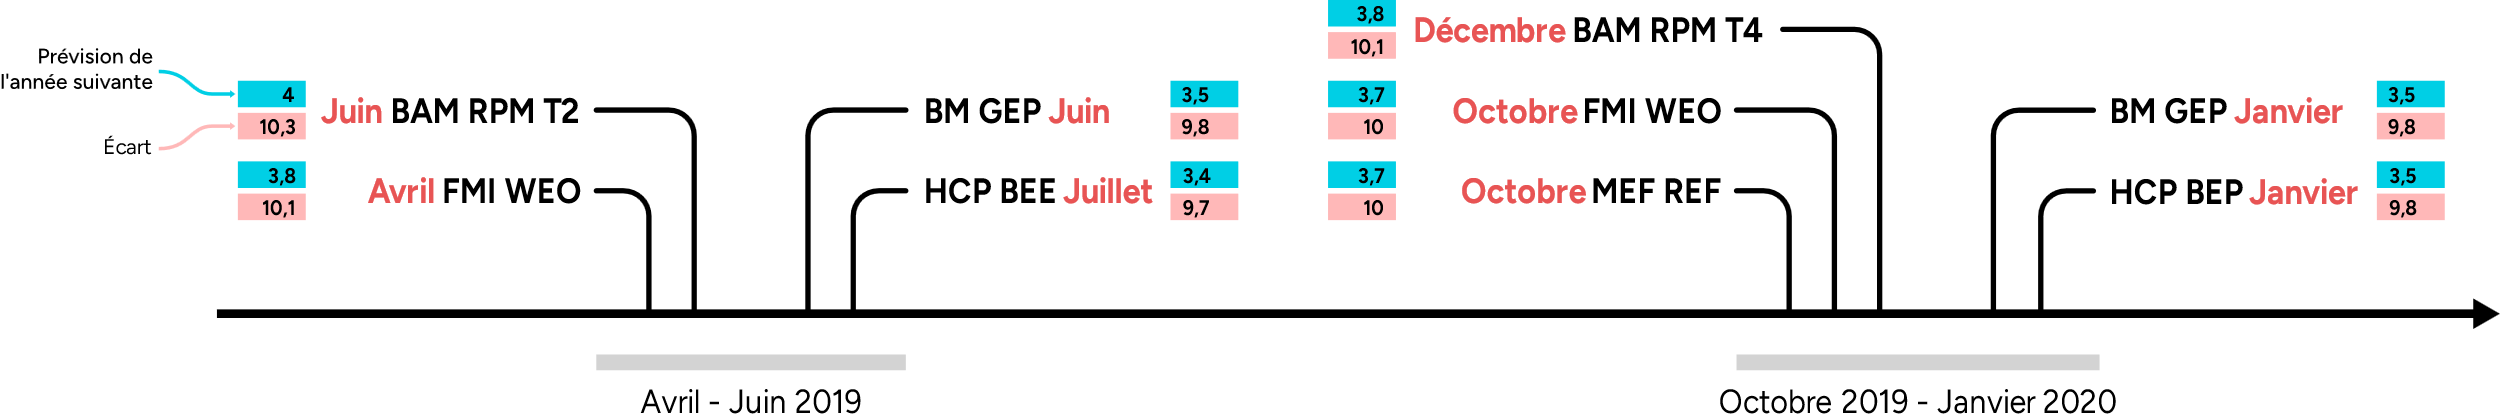 Prévision de
l'année suivante
Écart
4
10,3
Juin BAM RPM T2
3,8
10,1
Avril FMI WEO
BM GEP Juin
3,5
9,8
HCP BEE Juillet
3,4
9,7
Avril - Juin 2019
3,8
10,1
Décembre BAM RPM T4
3,7
10
Octobre FMI WEO
3,7
10
Octobre MEF REF
BM GEP Janvier
3,5
9,8
HCP BEP Janvier
3,5
9,8
Octobre 2019 - Janvier 2020